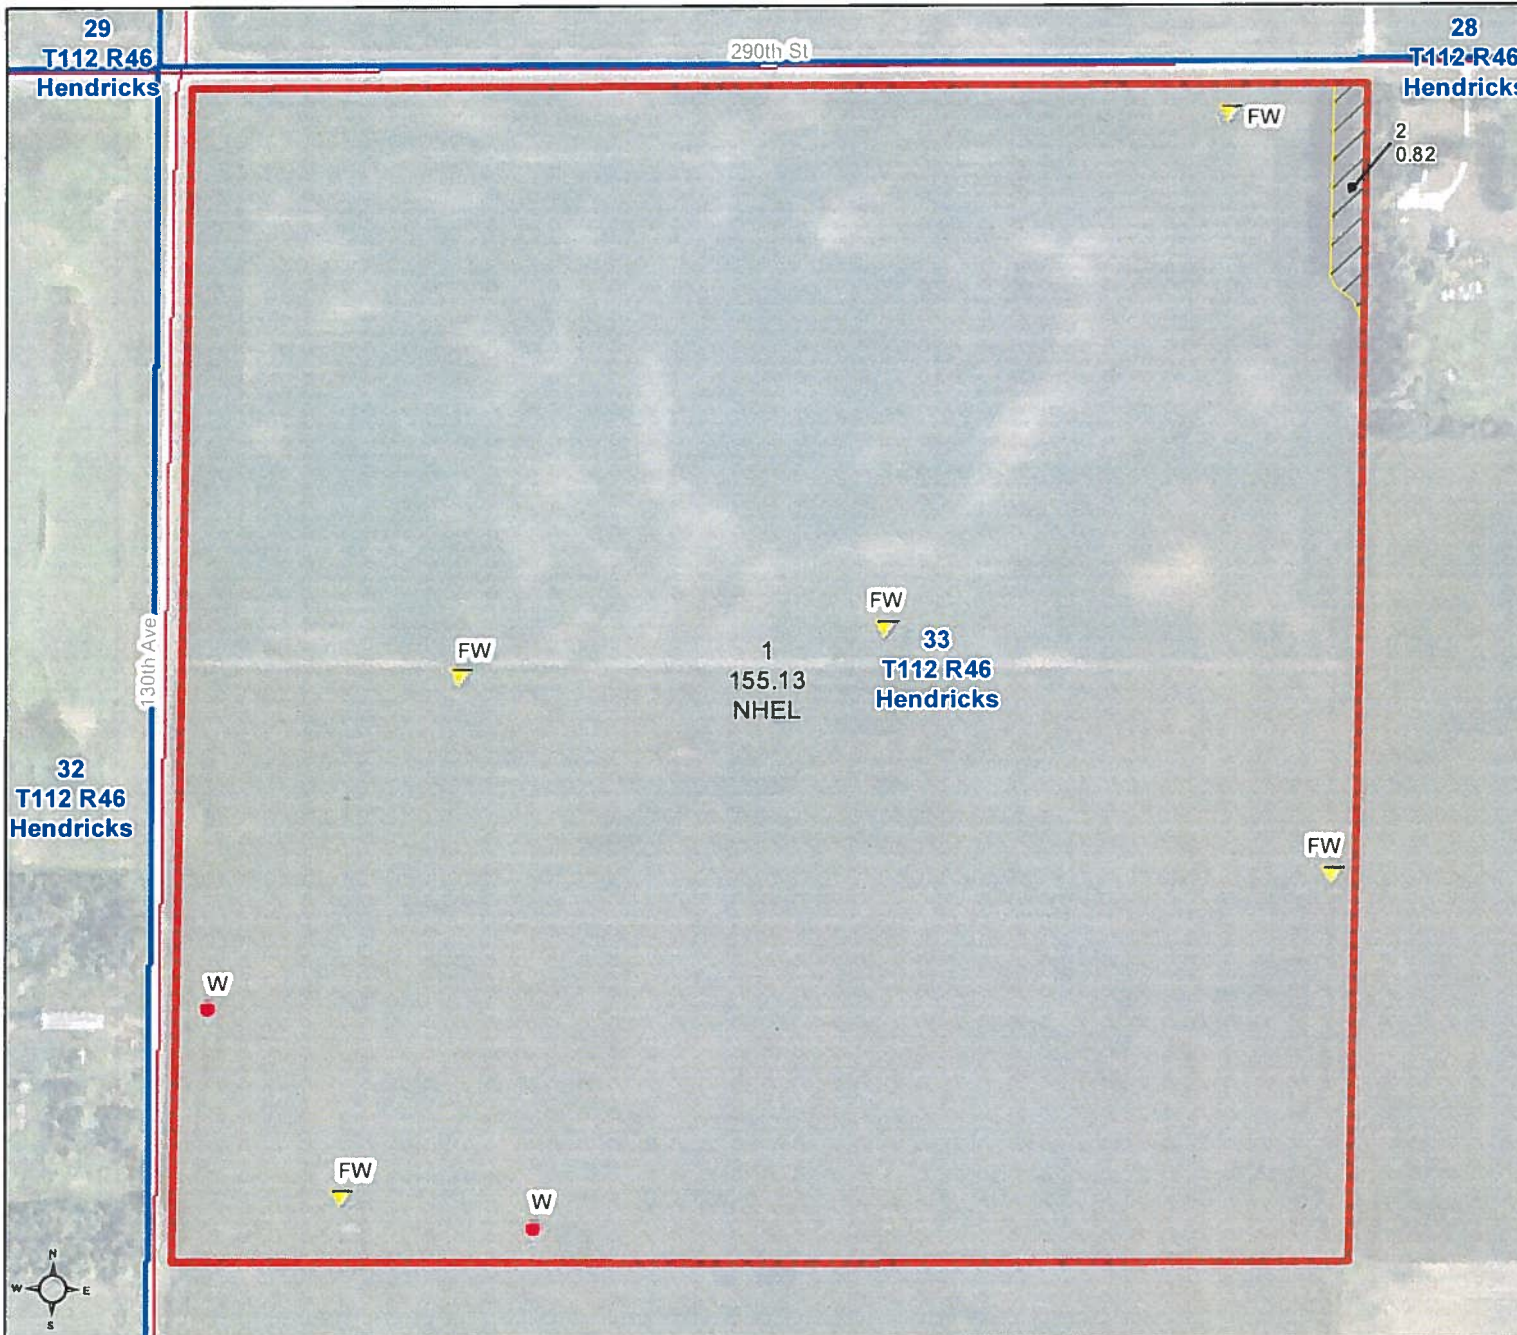 29
T112 R46
Hendricks
290th St
28
T112 R46
Hendricks
FW
2
0.82
FW
FW
1
155.13
NHEL
33
T112 R46
Hendricks
130th Ave
32
T112 R46
Hendricks
FW
W
FW
W
N
W
E
S